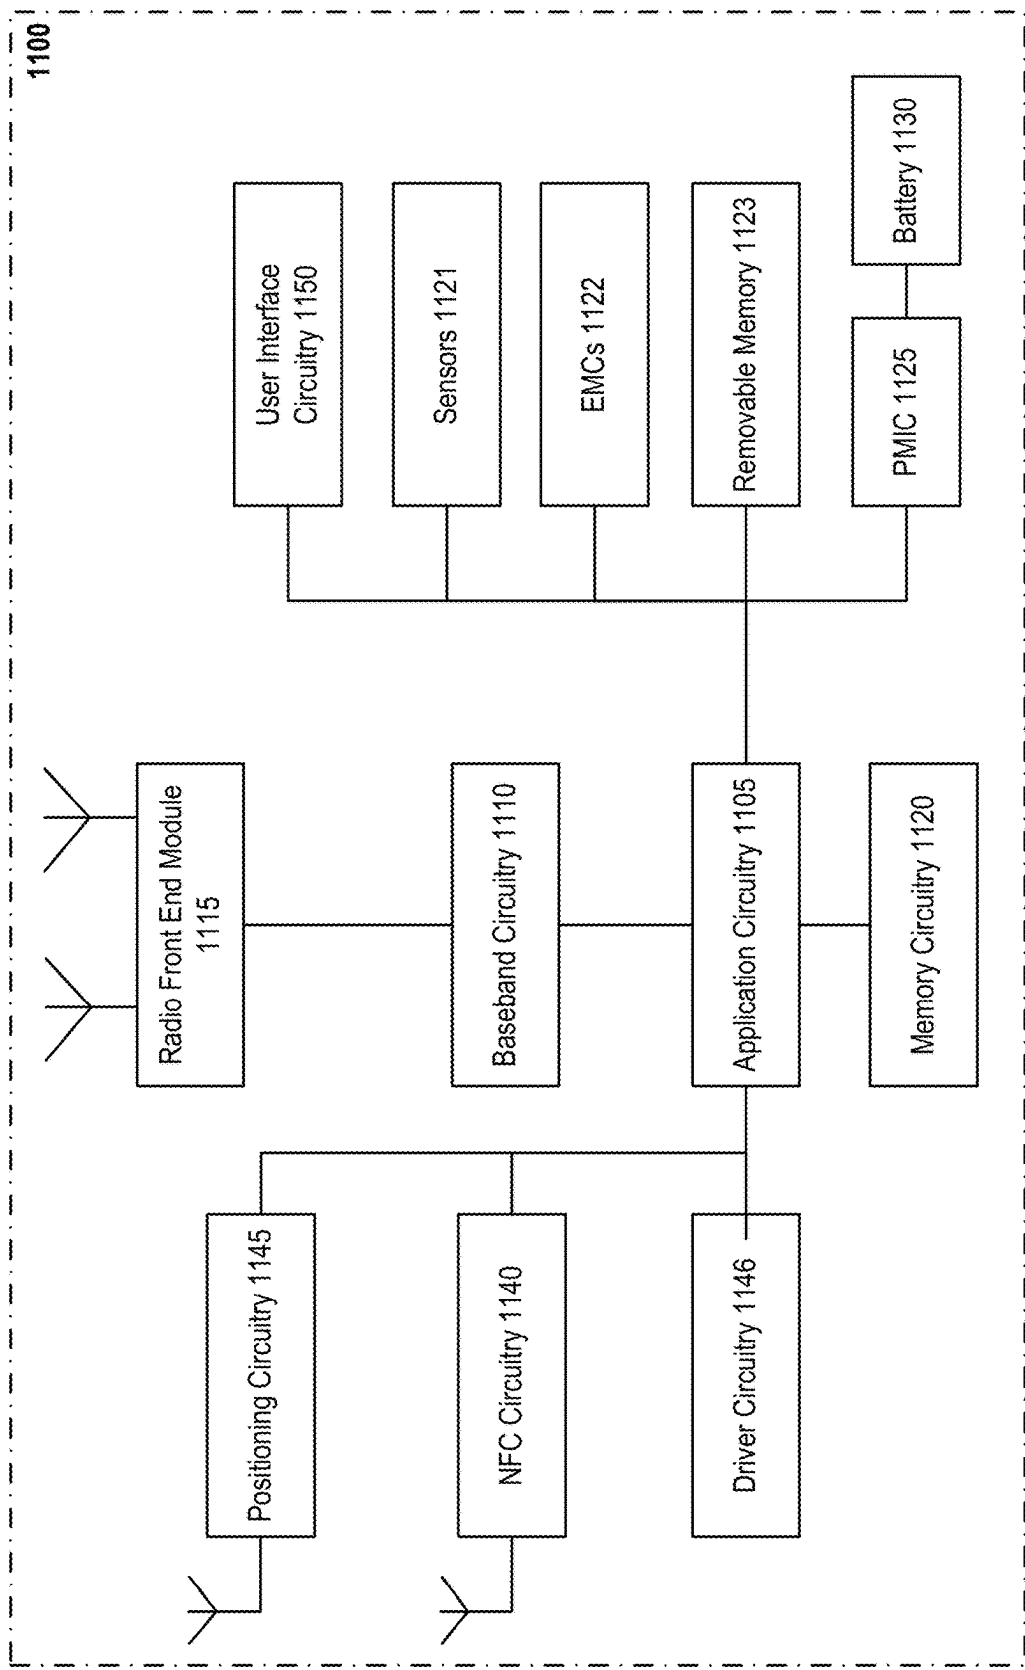 1100
Radio Front End Module
1115
Positioning Circuitry 1145
NFC Circuitry 1140
Driver Circuitry 1146
Baseband Circuitry 1110
Application Circuitry 1105
Memory Circuitry 1120
User Interface
Circuitry 1150
Sensors 1121
EMCs 1122
Removable Memory 1123
PMIC 1125
Battery 1130